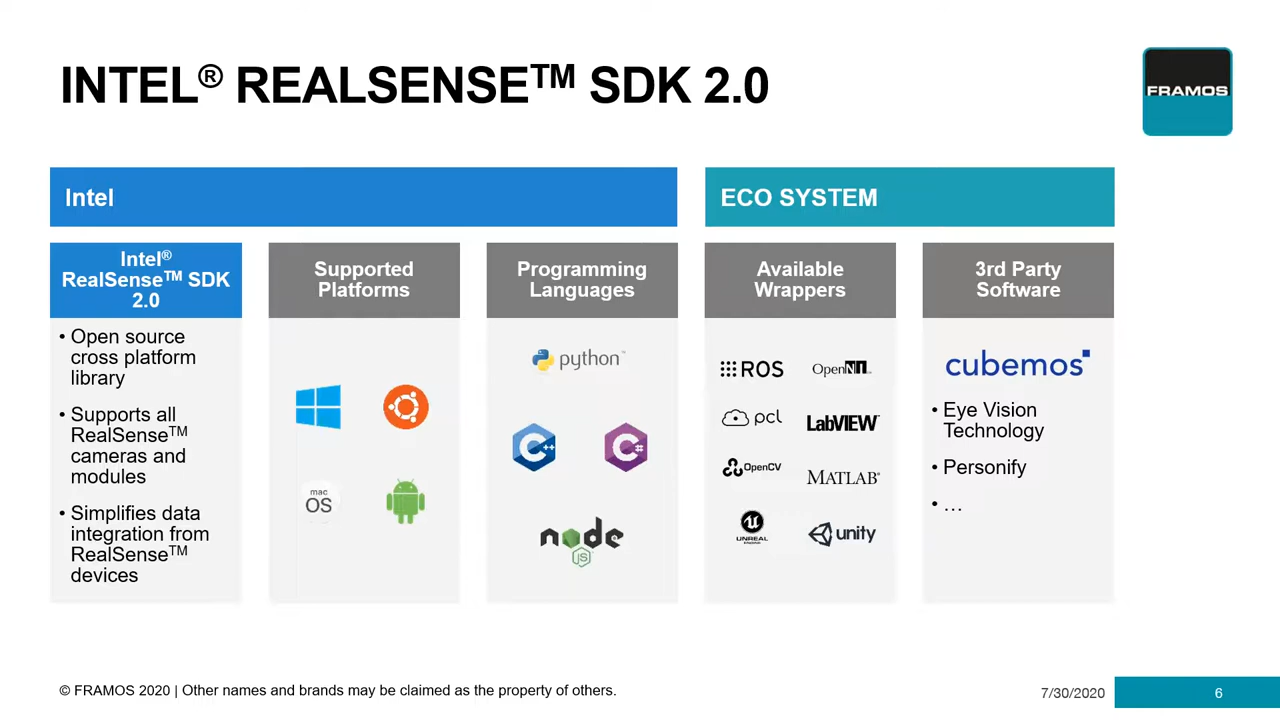 INTEL® REALSENSE™ SDK 2.0
FRAMOS
Intel
ECO SYSTEM
Intel®
RealSense™ SDK
2.0
Supported
Platforms
Programming
Languages
Available
Wrappers
3rd Party
Software
• Open source
cross platform
library
• Supports all
RealSense™
cameras and
modules
• Simplifies data
integration from
RealSense™
devices
mac
OS
python™
C++
C#
node
JS
ROS
OpenNI
pcl
LabVIEW™
OpenCV
MATLAB®
UNREAL
unity
cubemos
• Eye Vision
Technology
• Personify
• …
© FRAMOS 2020 | Other names and brands may be claimed as the property of others.
7/30/2020
6